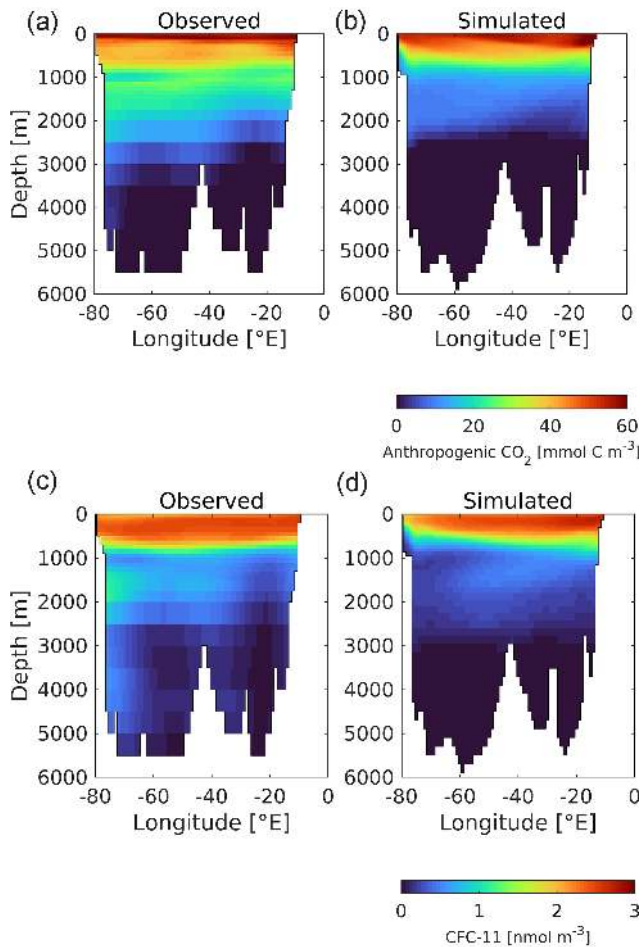 (a) Observed (b) Simulated
0 0
1000 1000
2000 2000
3000 3000
4000 4000
5000 5000
6000 6000
Depth [m]
-80 -60 -40 -20 0 -80 -60 -40 -20 0
Longitude [°E] Longitude [°E]
0 20 40 60
Anthropogenic CO₂ [mmol C m⁻³]
(c) Observed (d) Simulated
0 0
1000 1000
2000 2000
3000 3000
4000 4000
5000 5000
6000 6000
Depth [m]
-80 -60 -40 -20 0 -80 -60 -40 -20 0
Longitude [°E] Longitude [°E]
0 1 2 3
CFC-11 [nmol m⁻³]